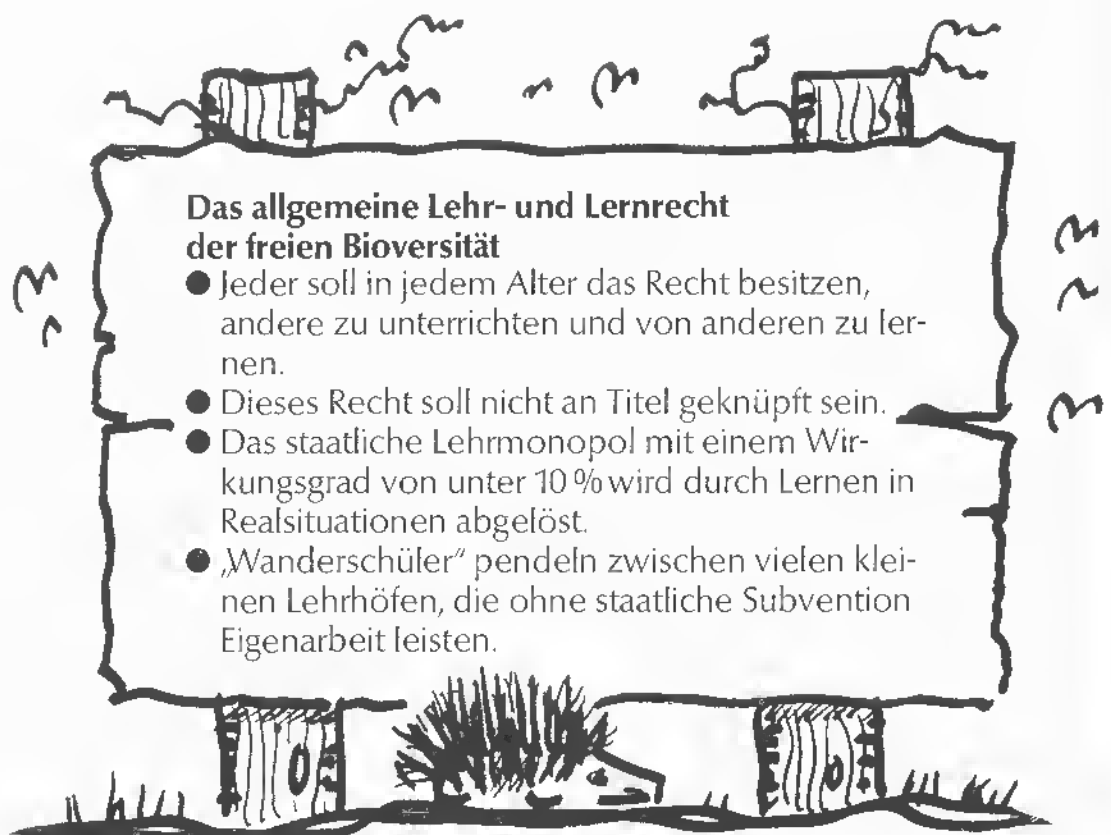 Das allgemeine Lehr- und Lernrecht
der freien Bioversität
● Jeder soll in jedem Alter das Recht besitzen,
andere zu unterrichten und von anderen zu ler-
nen.
● Dieses Recht soll nicht an Titel geknüpft sein.
● Das staatliche Lehrmonopol mit einem Wir-
kungsgrad von unter 10 % wird durch Lernen in
Realsituationen abgelöst.
● „Wanderschüler“ pendeln zwischen vielen klei-
nen Lehrhöfen, die ohne staatliche Subvention
Eigenarbeit leisten.